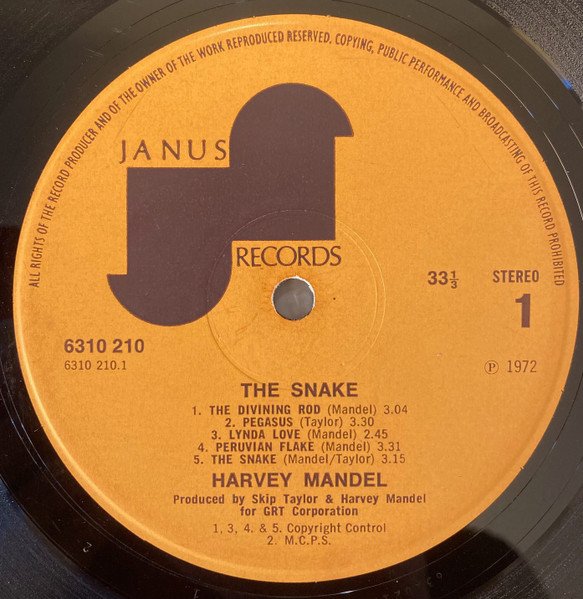 ALL RIGHTS OF THE RECORD PRODUCER AND OF THE OWNER OF THE WORK REPRODUCED RESERVED. COPYING, PUBLIC PERFORMANCE AND BROADCASTING OF THIS RECORD PROHIBITED
JANUS
RECORDS
33⅓ STEREO
1
6310 210
6310 210.1
℗ 1972
THE SNAKE
1. THE DIVINING ROD (Mandel) 3.04
2. PEGASUS (Taylor) 3.30
3. LYNDA LOVE (Mandel) 2.45
4. PERUVIAN FLAKE (Mandel) 3.31
5. THE SNAKE (Mandel/Taylor) 3.15
HARVEY MANDEL
Produced by Skip Taylor & Harvey Mandel
for GRT Corporation
1, 3, 4. & 5. Copyright Control
2. M.C.P.S.